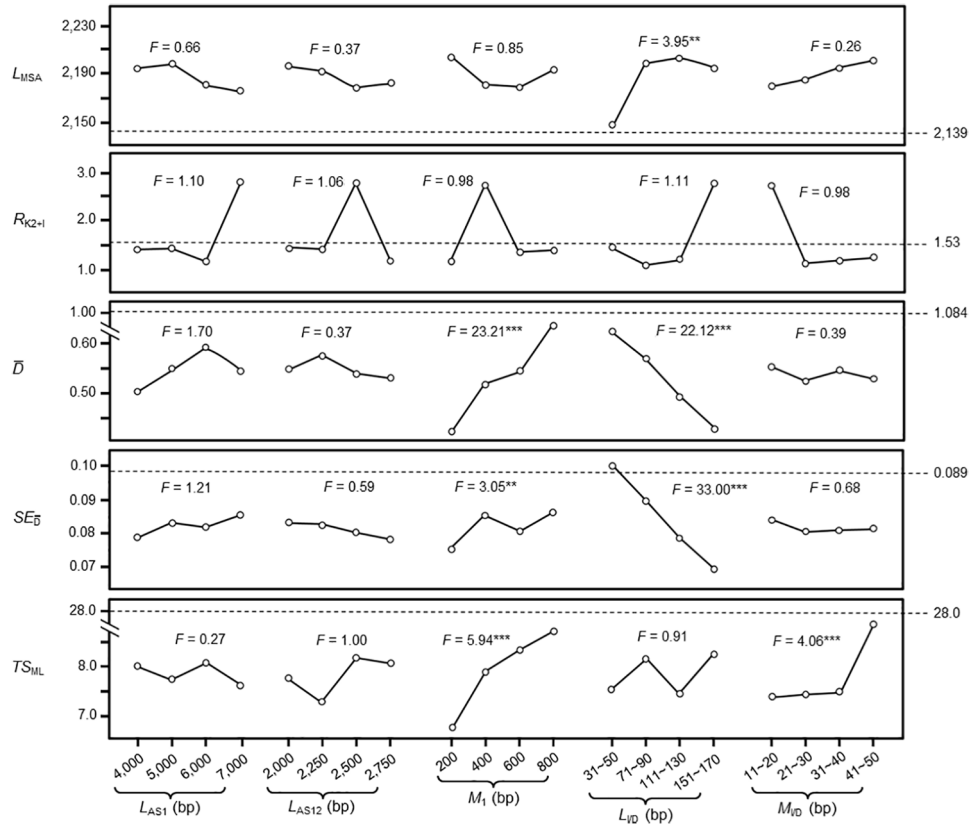 2,230
2,190
2,150
L_MSA
F = 0.66
F = 0.37
F = 0.85
F = 3.95**
F = 0.26
2,139
3.0
2.0
1.0
R_K2+I
F = 1.10
F = 1.06
F = 0.98
F = 1.11
F = 0.98
1.53
1.00
0.60
0.50
D̅
F = 1.70
F = 0.37
F = 23.21***
F = 22.12***
F = 0.39
1.084
0.10
0.09
0.08
0.07
SE_D̅
F = 1.21
F = 0.59
F = 3.05**
F = 33.00***
F = 0.68
0.089
28.0
8.0
7.0
TS_ML
F = 0.27
F = 1.00
F = 5.94***
F = 0.91
F = 4.06***
28.0
4,000 5,000 6,000 7,000
2,000 2,250 2,500 2,750
200 400 600 800
31~50 71~90 111~130 151~170
11~20 21~30 31~40 41~50
L_AS1 (bp)
L_AS12 (bp)
M_1 (bp)
L_I/D (bp)
M_I/D (bp)